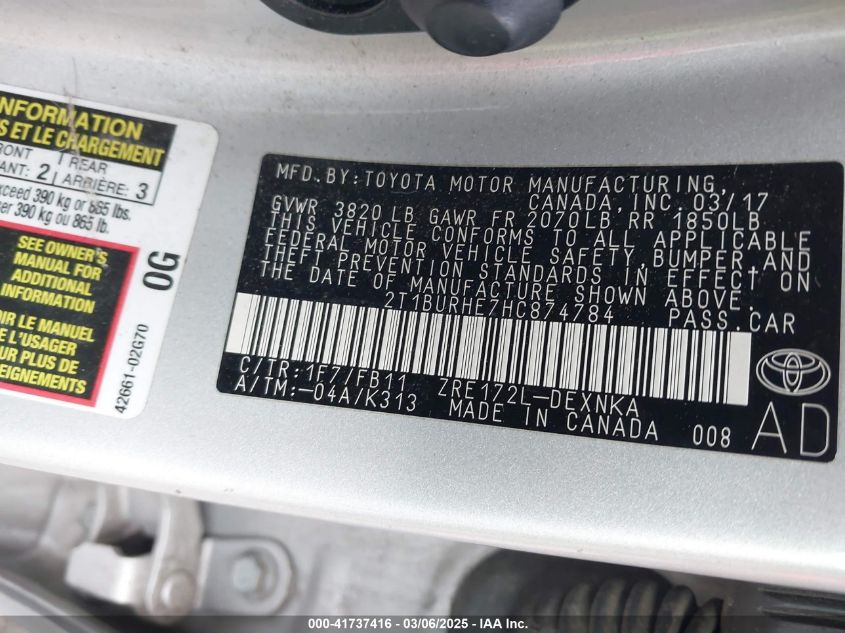 INFORMATION
S ET LE CHARGEMENT
RONT | REAR
ANT: 2 | ARRIÈRE: 3
xceed 390 kg or 865 lbs.
ser 390 kg ou 865 lb.
SEE OWNER'S
MANUAL FOR
ADDITIONAL
INFORMATION
OIR LE MANUEL
E L'USAGER
UR PLUS DE
EIGNEMENTS
0G
42661-02G70
MFD.BY:TOYOTA MOTOR MANUFACTURING,
CANADA, INC. 03/17
GVWR 3820 LB GAWR FR 2070LB RR 1850LB
THIS VEHICLE CONFORMS TO ALL APPLICABLE
FEDERAL MOTOR VEHICLE SAFETY, BUMPER, AND
THEFT PREVENTION STANDARDS IN EFFECT ON
THE DATE OF MANUFACTURE SHOWN ABOVE.
2T1BURHE7HC874784 PASS.CAR
C/TR:1F7/FB11 ZRE172L-DEXNKA
A/TM:-04A/K313 MADE IN CANADA 008
AD
000-41737416 - 03/06/2025 - IAA Inc.